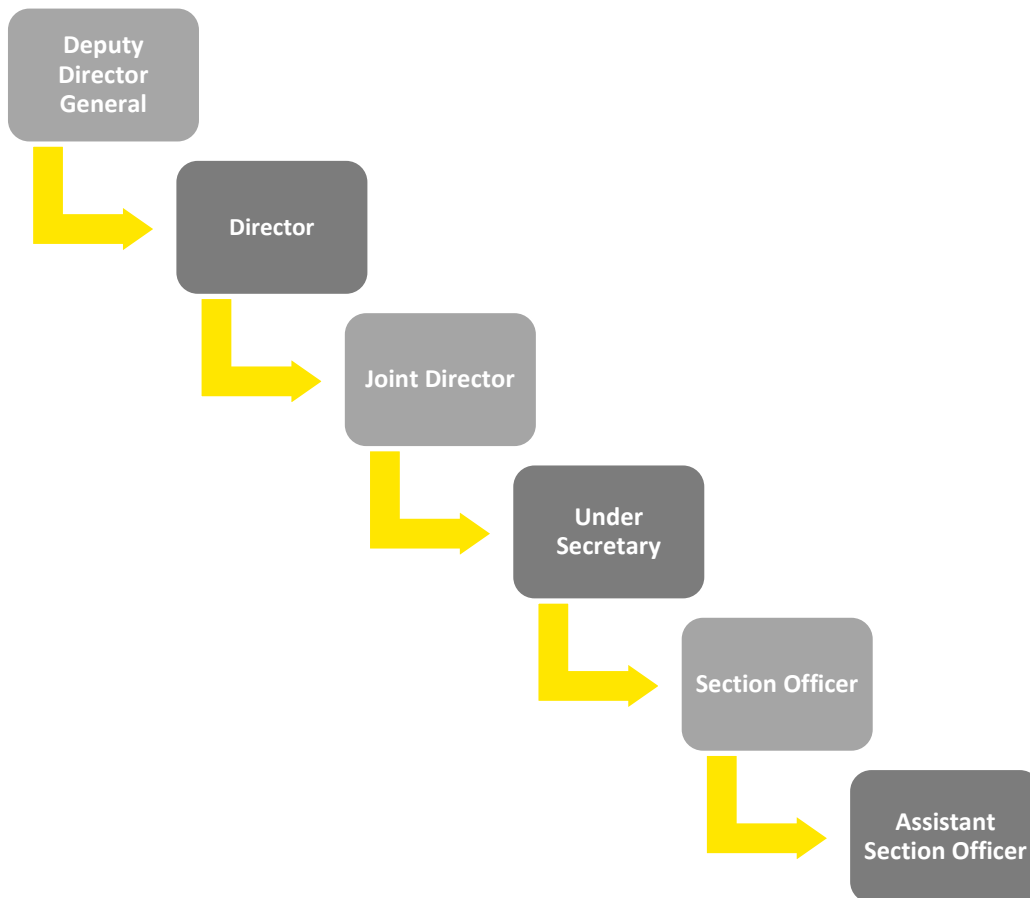 Deputy
Director
General
Director
Joint Director
Under
Secretary
Section Officer
Assistant
Section Officer